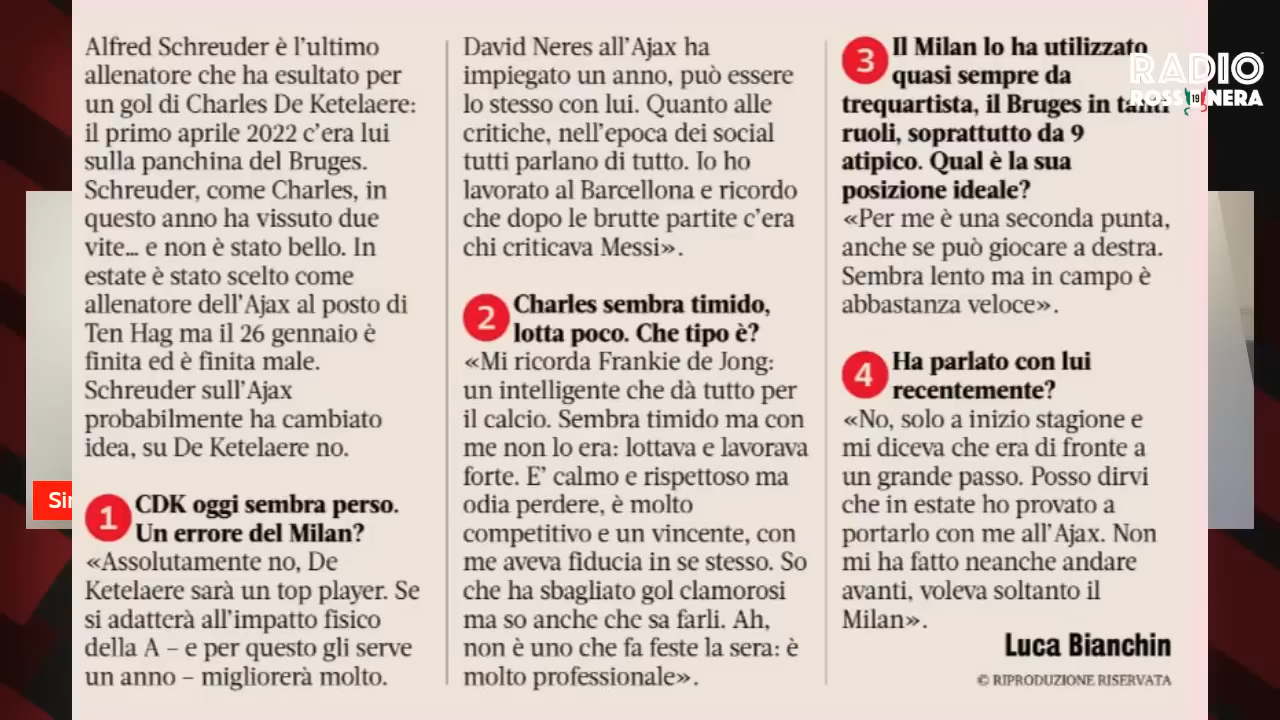 Alfred Schreuder è l'ultimo
allenatore che ha esultato per
un gol di Charles De Ketelaere:
il primo aprile 2022 c'era lui
sulla panchina del Bruges.
Schreuder, come Charles, in
questo anno ha vissuto due
vite... e non è stato bello. In
estate è stato scelto come
allenatore dell'Ajax al posto di
Ten Hag ma il 26 gennaio è
finita ed è finita male.
Schreuder sull'Ajax
probabilmente ha cambiato
idea, su De Ketelaere no.
1 CDK oggi sembra perso.
Un errore del Milan?
«Assolutamente no, De
Ketelaere sarà un top player. Se
si adatterà all'impatto fisico
della A – e per questo gli serve
un anno – migliorerà molto.
David Neres all'Ajax ha
impiegato un anno, può essere
lo stesso con lui. Quanto alle
critiche, nell'epoca dei social
tutti parlano di tutto. Io ho
lavorato al Barcellona e ricordo
che dopo le brutte partite c'era
chi criticava Messi».
2 Charles sembra timido,
lotta poco. Che tipo è?
«Mi ricorda Frankie de Jong:
un intelligente che dà tutto per
il calcio. Sembra timido ma con
me non lo era: lottava e lavorava
forte. E' calmo e rispettoso ma
odia perdere, è molto
competitivo e un vincente, con
me aveva fiducia in se stesso. So
che ha sbagliato gol clamorosi
ma so anche che sa farli. Ah,
non è uno che fa feste la sera: è
molto professionale».
3 Il Milan lo ha utilizzato
quasi sempre da
trequartista, il Bruges in tanti
ruoli, soprattutto da 9
atipico. Qual è la sua
posizione ideale?
«Per me è una seconda punta,
anche se può giocare a destra.
Sembra lento ma in campo è
abbastanza veloce».
4 Ha parlato con lui
recentemente?
«No, solo a inizio stagione e
mi diceva che era di fronte a
un grande passo. Posso dirvi
che in estate ho provato a
portarlo con me all'Ajax. Non
mi ha fatto neanche andare
avanti, voleva soltanto il
Milan».
Luca Bianchin
© RIPRODUZIONE RISERVATA
RADIO
ROSSONERA
19